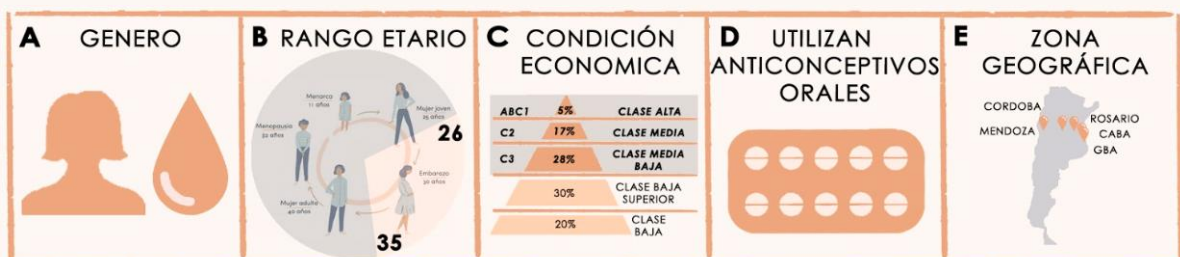 A GENERO
B RANGO ETARIO
Menarca
11 años
Mujer joven
25 años
26
Embarazo
30 años
35
Mujer adulta
40 años
Menopausia
52 años
C CONDICIÓN
ECONOMICA
ABC1 5% CLASE ALTA
C2 17% CLASE MEDIA
C3 28% CLASE MEDIA
BAJA
30% CLASE BAJA
SUPERIOR
20% CLASE
BAJA
D UTILIZAN
ANTICONCEPTIVOS
ORALES
E ZONA
GEOGRÁFICA
CORDOBA
MENDOZA
ROSARIO
CABA
GBA